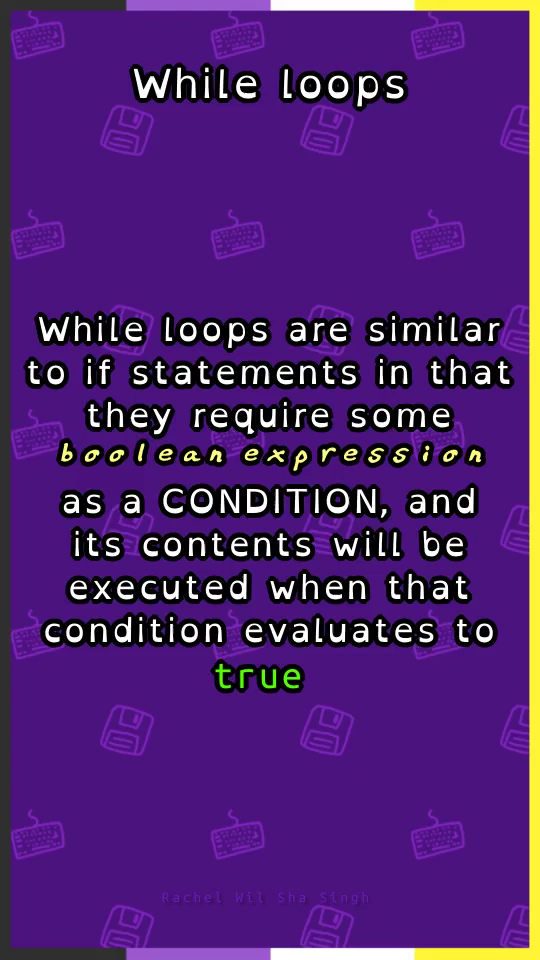 While loops
While loops are similar
to if statements in that
they require some
boolean expression
as a CONDITION, and
its contents will be
executed when that
condition evaluates to
true
Rachel Wil Sha Singh